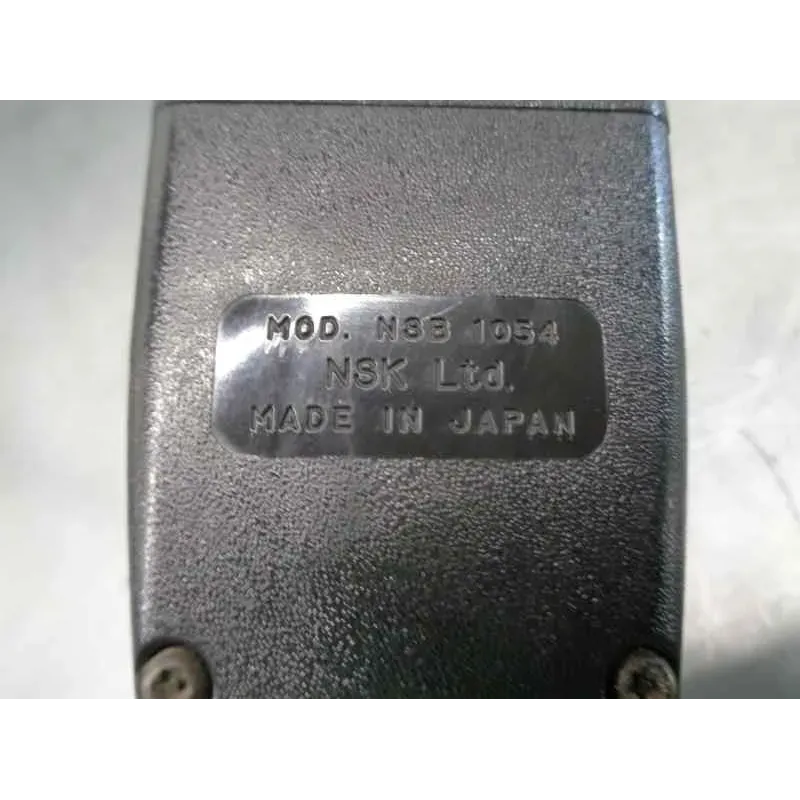 MOD. NSB 1054
NSK Ltd.
MADE IN JAPAN